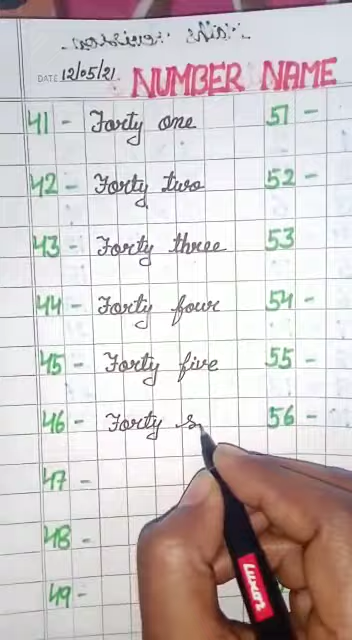 DATE 12/05/21
NUMBER NAME
41 - Forty one 51 -
42 - Forty two 52 -
43 - Forty three 53
44 - Forty four 54 -
45 - Forty five 55 -
46 - Forty s 56 -
47 -
48 -
49 -
Luxor